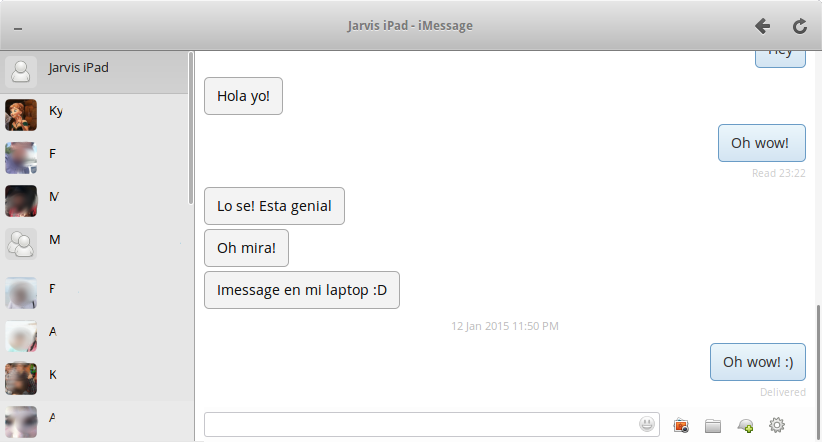 Jarvis iPad - iMessage
Jarvis iPad
Ky
F
M
A
K
A
Hey
Hola yo!
Oh wow!
Read 23:22
Lo se! Esta genial
Oh mira!
Imessage en mi laptop :D
12 Jan 2015 11:50 PM
Oh wow! :)
Delivered